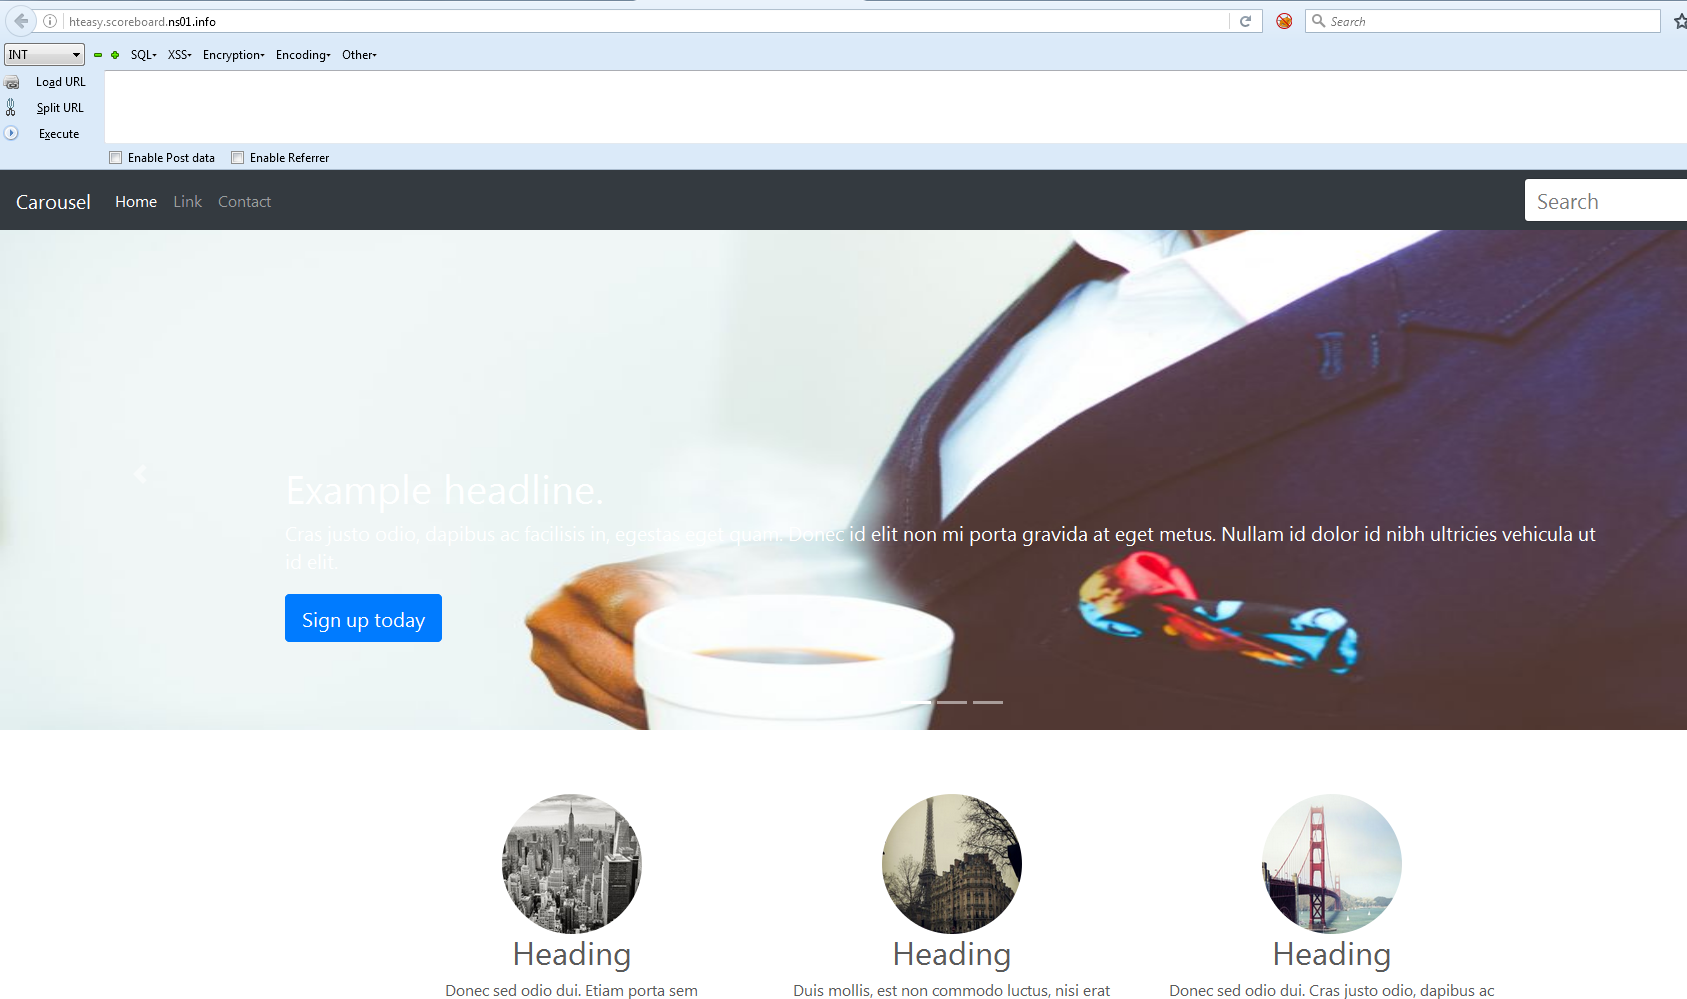 hteasy.scoreboard.ns01.info
Search
INT SQL XSS Encryption Encoding Other
Load URL
Split URL
Execute
Enable Post data Enable Referrer
Carousel Home Link Contact Search
Example headline.
Cras justo odio, dapibus ac facilisis in, egestas eget quam. Donec id elit non mi porta gravida at eget metus. Nullam id dolor id nibh ultricies vehicula ut
id elit.
Sign up today
Heading Heading Heading
Donec sed odio dui. Etiam porta sem Duis mollis, est non commodo luctus, nisi erat Donec sed odio dui. Cras justo odio, dapibus ac